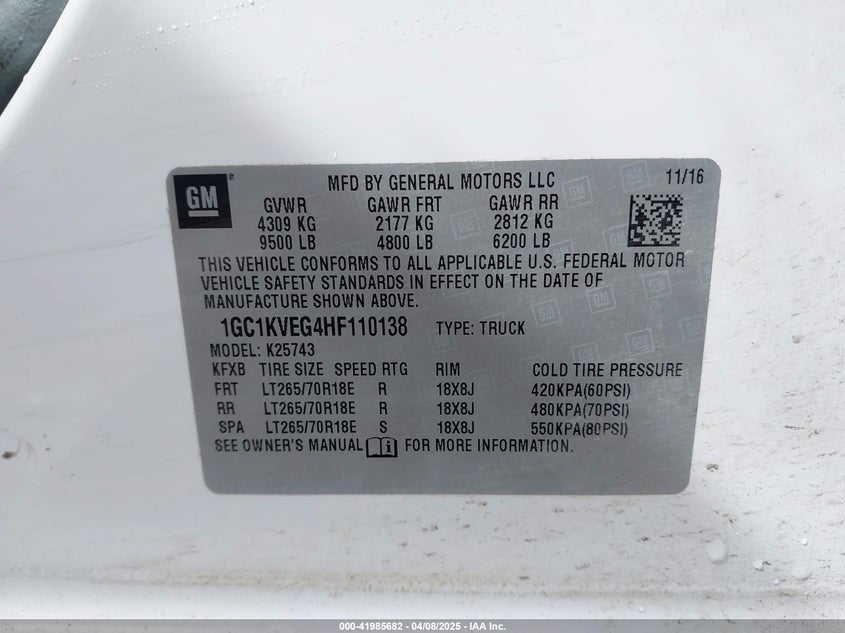 GM ® MFD BY GENERAL MOTORS LLC 11/16
GVWR GAWR FRT GAWR RR
4309 KG 2177 KG 2812 KG
9500 LB 4800 LB 6200 LB
THIS VEHICLE CONFORMS TO ALL APPLICABLE U.S. FEDERAL MOTOR
VEHICLE SAFETY STANDARDS IN EFFECT ON THE DATE OF
MANUFACTURE SHOWN ABOVE.
1GC1KVEG4HF110138 TYPE: TRUCK
MODEL: K25743
KFXB TIRE SIZE SPEED RTG RIM COLD TIRE PRESSURE
FRT LT265/70R18E R 18X8J 420KPA(60PSI)
RR LT265/70R18E R 18X8J 480KPA(70PSI)
SPA LT265/70R18E S 18X8J 550KPA(80PSI)
SEE OWNER'S MANUAL i FOR MORE INFORMATION.
000-41985682 - 04/08/2025 - IAA Inc.